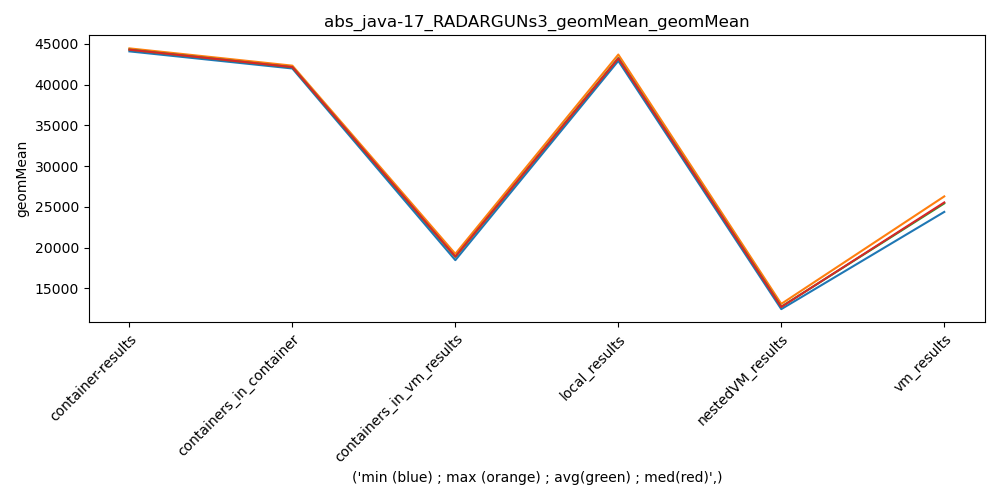 abs_java-17_RADARGUNs3_geomMean_geomMean
geomMean
45000
40000
35000
30000
25000
20000
15000
container-results
containers_in_container
containers_in_vm_results
local_results
nestedVM_results
vm_results
('min (blue) ; max (orange) ; avg(green) ; med(red)',)